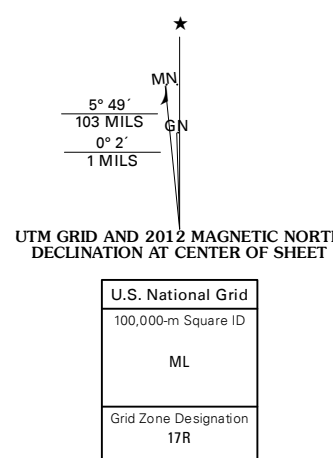 ★
MN
5° 49´
103 MILS
GN
0° 2´
1 MILS
UTM GRID AND 2012 MAGNETIC NORTH
DECLINATION AT CENTER OF SHEET
U.S. National Grid
100,000-m Square ID
ML
Grid Zone Designation
17R